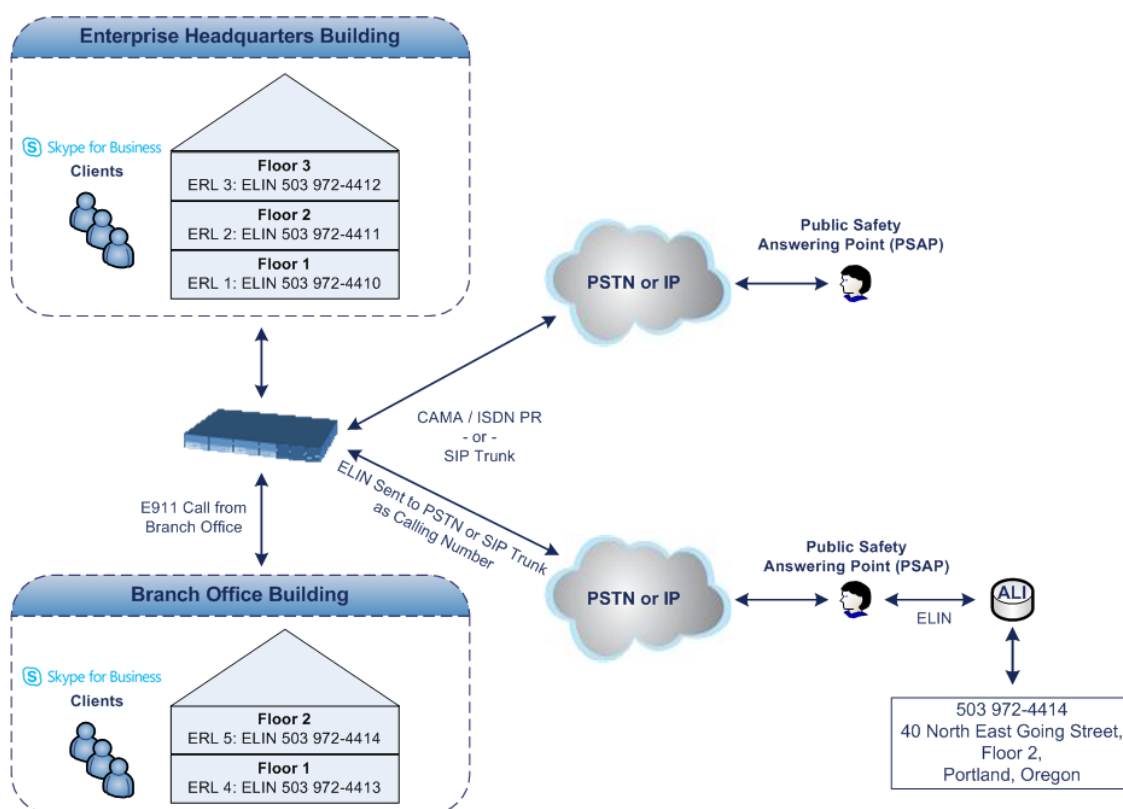 Enterprise Headquarters Building
Skype for Business
Clients
Floor 3
ERL 3: ELIN 503 972-4412
Floor 2
ERL 2: ELIN 503 972-4411
Floor 1
ERL 1: ELIN 503 972-4410
PSTN or IP
Public Safety
Answering Point (PSAP)
CAMA / ISDN PR
- or -
SIP Trunk
ELIN Sent to PSTN or SIP Trunk
as Calling Number
E911 Call from
Branch Office
PSTN or IP
Public Safety
Answering Point (PSAP)
ELIN
ALI
503 972-4414
40 North East Going Street,
Floor 2,
Portland, Oregon
Branch Office Building
Skype for Business
Clients
Floor 2
ERL 5: ELIN 503 972-4414
Floor 1
ERL 4: ELIN 503 972-4413